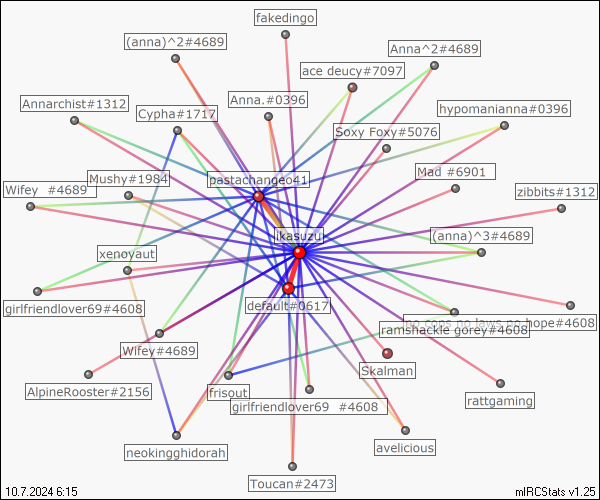 fakedingo
(anna)^2#4689
Anna^2#4689
ace deucy#7097
Annarchist#1312
Cypha#1717
Anna.#0396
hypomanianna#0396
Soxy Foxy#5076
Mushy#1984
pastachangeo41
Mad #6901
Wifey #4689
zibbits#1312
ikasuzu
(anna)^3#4689
xenoyaut
default#0617
girlfriendlover69#4608
no cops no laws no hope#4608
ramshackle gorey#4608
Wifey#4689
Skalman
AlpineRooster#2156
frisout
girlfriendlover69 #4608
rattgaming
neokingghidorah
avelicious
Toucan#2473
10.7.2024 6:15
mIRCStats v1.25